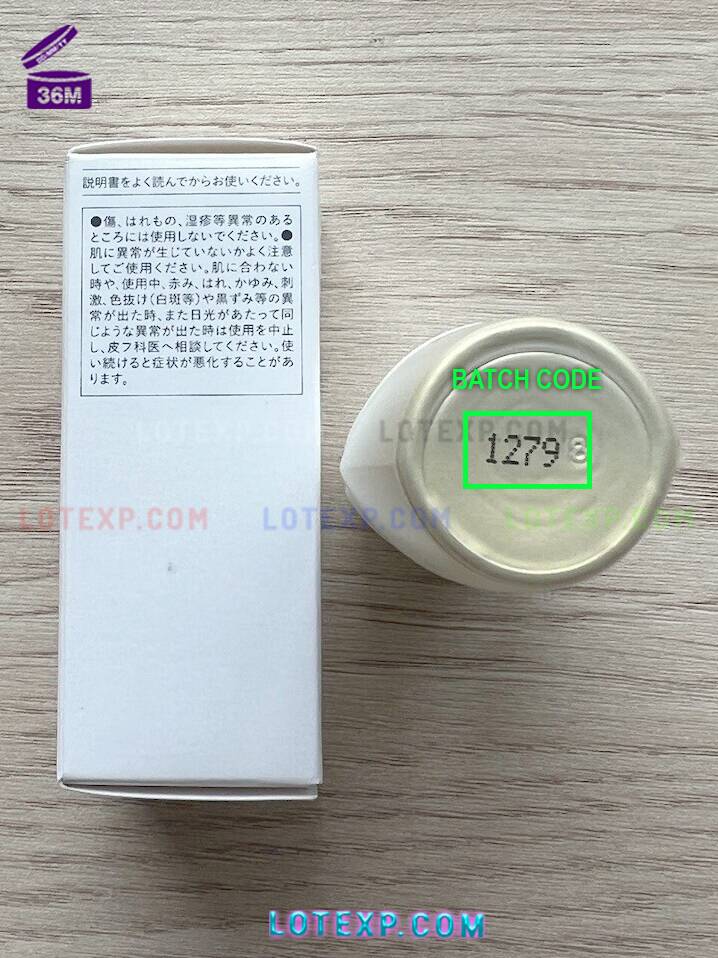 36M
説明書をよく読んでからお使いください。
●傷、はれもの、湿疹等異常のある
ところには使用しないでください。●
肌に異常が生じていないかよく注意
してご使用ください。肌に合わない
時や、使用中、赤み、はれ、かゆみ、刺
激、色抜け(白斑等)や黒ずみ等の異
常が出た時、また日光があたって同
じような異常が出た時は使用を中止
し、皮フ科医へ相談してください。使
い続けると症状が悪化することがあ
ります。
BATCH CODE
LOTEXP.COM LOTEXP.COM
1279 8
LOTEXP.COM LOTEXP.COM LOTEXP.COM
LOTEXP.COM